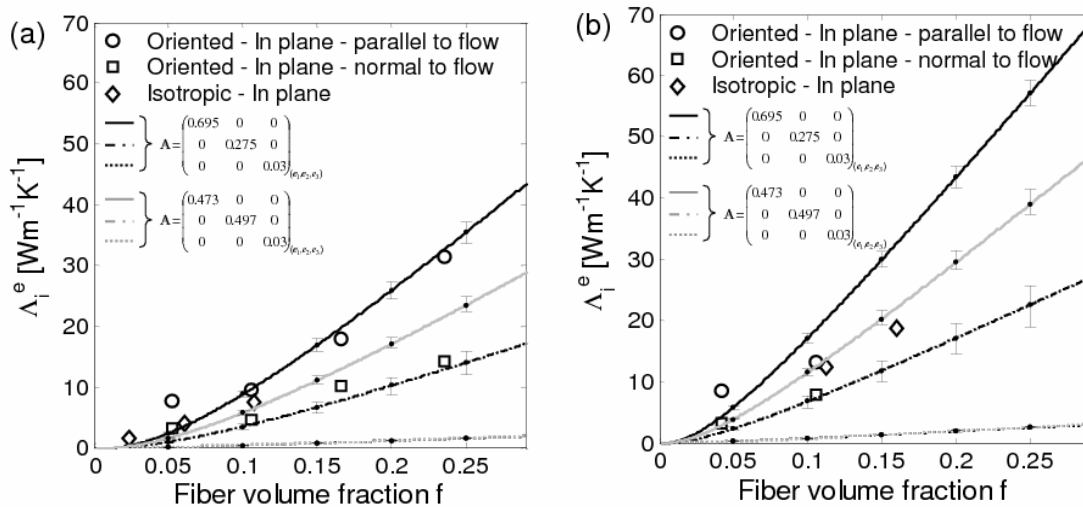 (a)
70
60
50
40
30
20
10
0
Oriented - In plane - parallel to flow
Oriented - In plane - normal to flow
Isotropic - In plane
A = (0.695 0 0
0 0.275 0
0 0 0.03)(e1,e2,e3)
A = (0.473 0 0
0 0.497 0
0 0 0.03)(e1,e2,e3)
Λi^e [Wm⁻¹K⁻¹]
0 0.05 0.1 0.15 0.2 0.25
Fiber volume fraction f
(b)
70
60
50
40
30
20
10
0
Oriented - In plane - parallel to flow
Oriented - In plane - normal to flow
Isotropic - In plane
A = (0.695 0 0
0 0.275 0
0 0 0.03)(e1,e2,e3)
A = (0.473 0 0
0 0.497 0
0 0 0.03)(e1,e2,e3)
Λi^e [Wm⁻¹K⁻¹]
0.05 0.1 0.15 0.2 0.25
Fiber volume fraction f